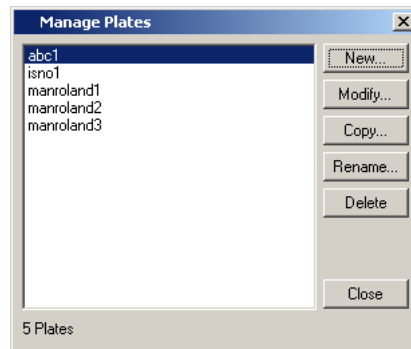 Manage Plates
abc1
isno1
manroland1
manroland2
manroland3
New...
Modify...
Copy...
Rename...
Delete
Close
5 Plates